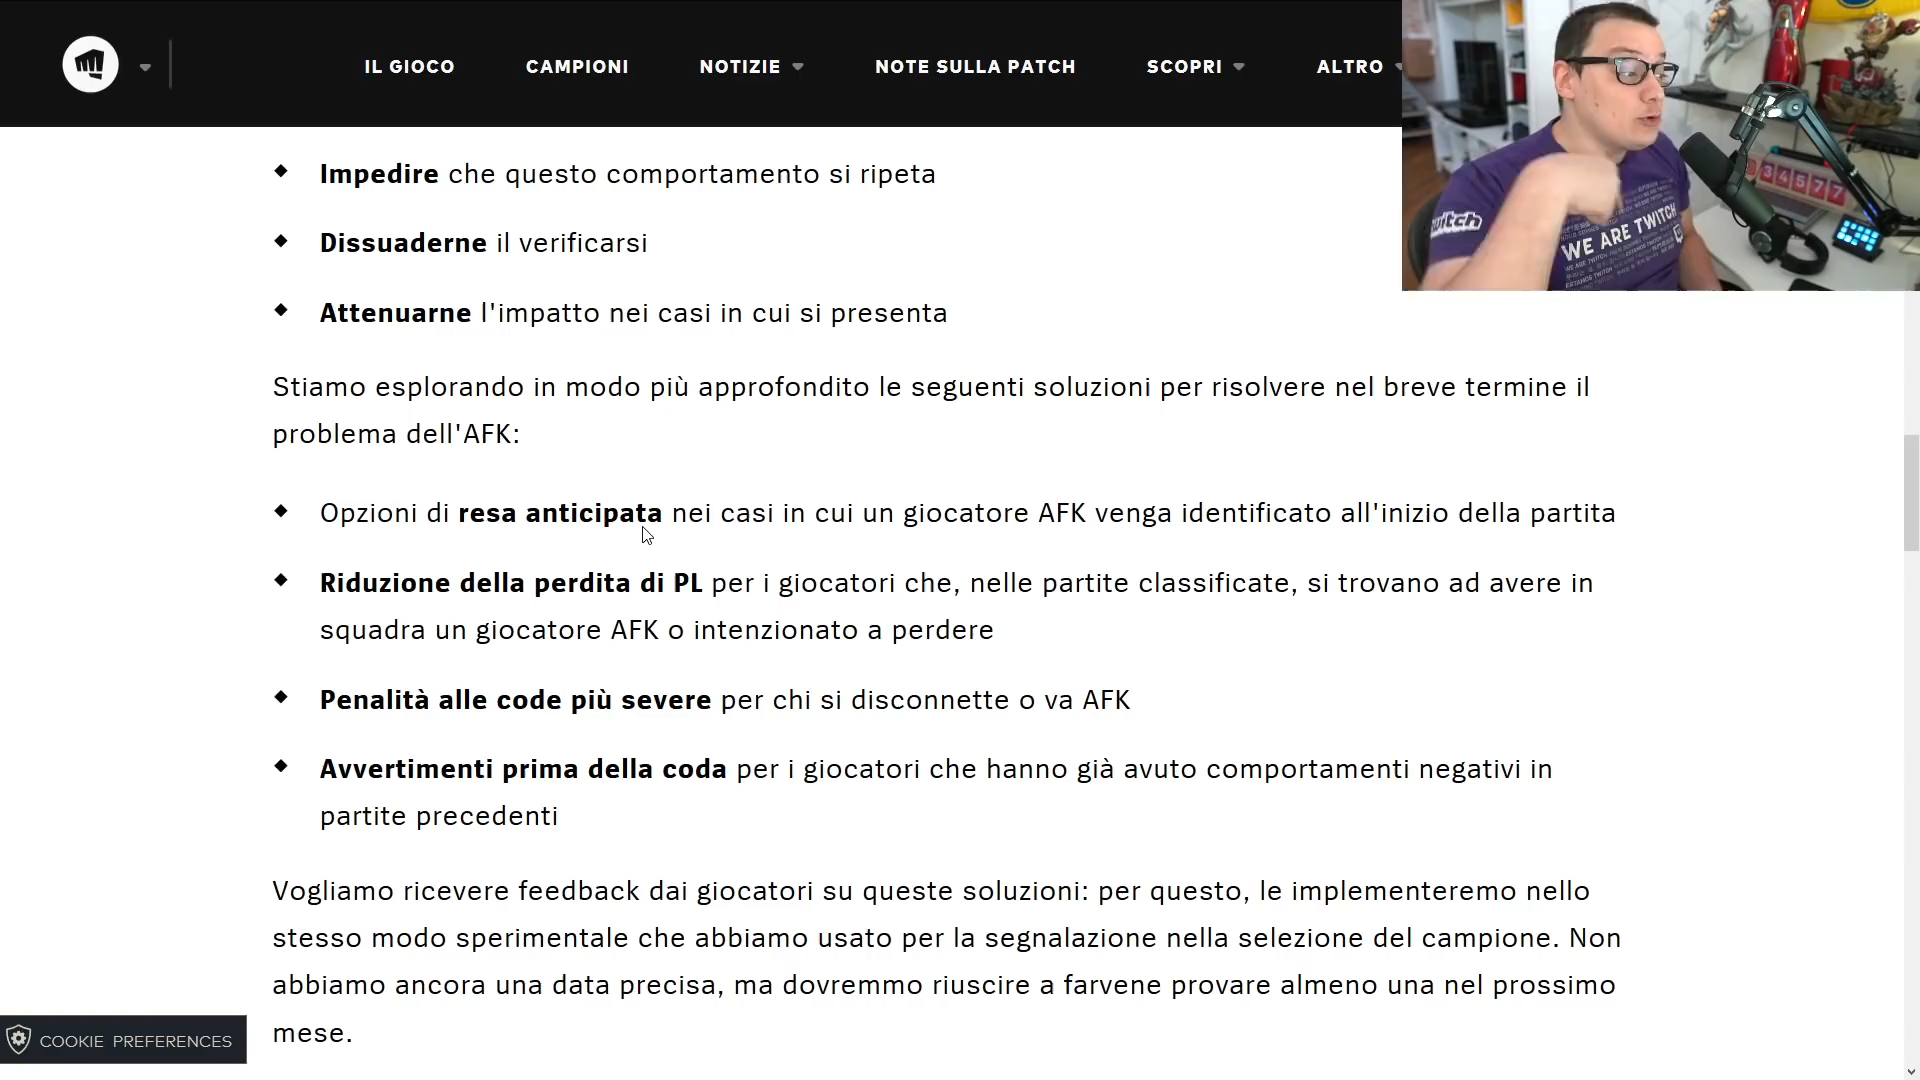 IL GIOCO CAMPIONI NOTIZIE NOTE SULLA PATCH SCOPRI ALTRO
Impedire che questo comportamento si ripeta
Dissuaderne il verificarsi
Attenuarne l'impatto nei casi in cui si presenta
Stiamo esplorando in modo più approfondito le seguenti soluzioni per risolvere nel breve termine il
problema dell'AFK:
Opzioni di resa anticipata nei casi in cui un giocatore AFK venga identificato all'inizio della partita
Riduzione della perdita di PL per i giocatori che, nelle partite classificate, si trovano ad avere in
squadra un giocatore AFK o intenzionato a perdere
Penalità alle code più severe per chi si disconnette o va AFK
Avvertimenti prima della coda per i giocatori che hanno già avuto comportamenti negativi in
partite precedenti
Vogliamo ricevere feedback dai giocatori su queste soluzioni: per questo, le implementeremo nello
stesso modo sperimentale che abbiamo usato per la segnalazione nella selezione del campione. Non
abbiamo ancora una data precisa, ma dovremmo riuscire a farvene provare almeno una nel prossimo
mese.
COOKIE PREFERENCES
twitch
WE ARE TWITCH
34577